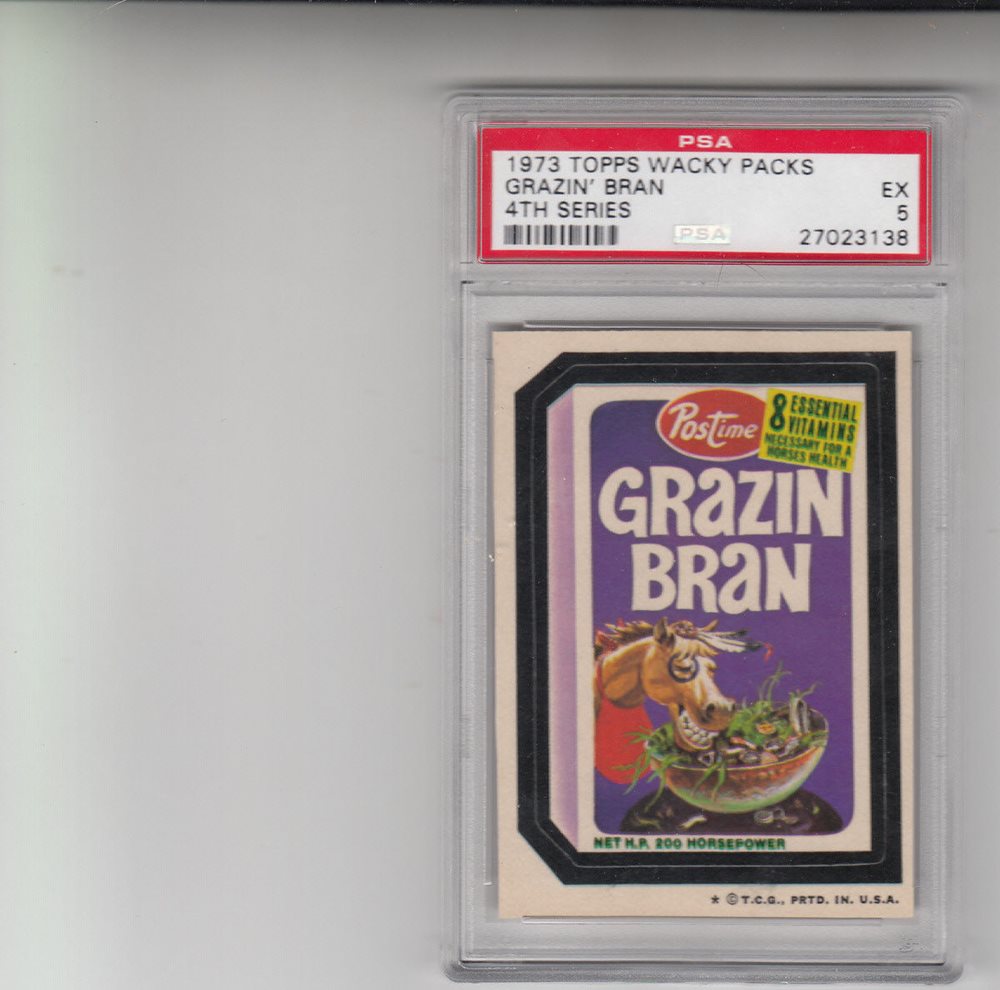 PSA
1973 TOPPS WACKY PACKS
GRAZIN' BRAN EX
4TH SERIES 5
PSA 27023138
Postime
8 ESSENTIAL
VITAMINS
NECESSARY FOR A
HORSES HEALTH
GRAZIN
BRAN
NET H.P. 200 HORSEPOWER
* © T.C.G., PRTD. IN. U.S.A.